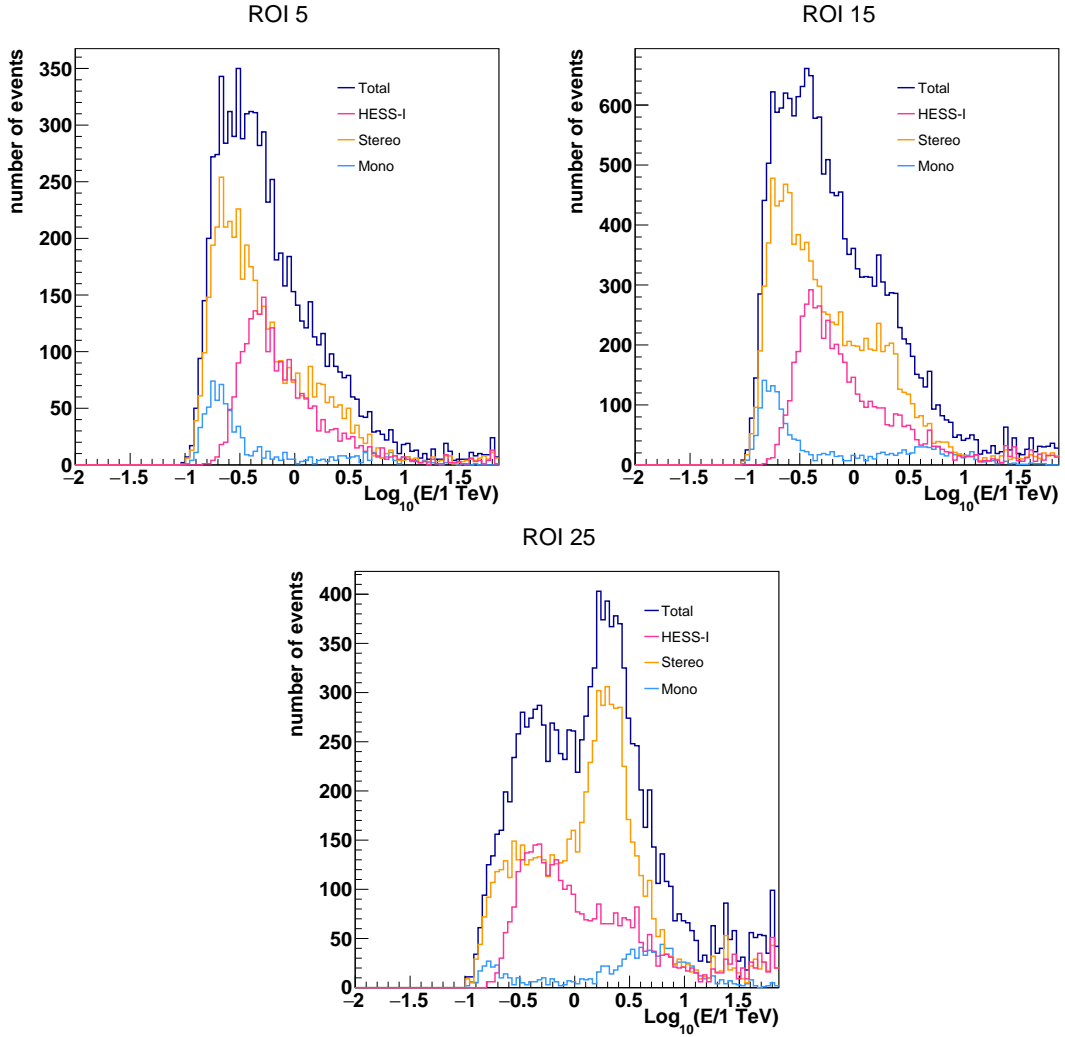 ROI 5
number of events
350
300
250
200
150
100
50
0
Total
HESS-I
Stereo
Mono
−2 −1.5 −1 −0.5 0 0.5 1 1.5
Log10(E/1 TeV)
ROI 15
number of events
600
500
400
300
200
100
0
Total
HESS-I
Stereo
Mono
−2 −1.5 −1 −0.5 0 0.5 1 1.5
Log10(E/1 TeV)
ROI 25
number of events
400
350
300
250
200
150
100
50
0
Total
HESS-I
Stereo
Mono
−2 −1.5 −1 −0.5 0 0.5 1 1.5
Log10(E/1 TeV)